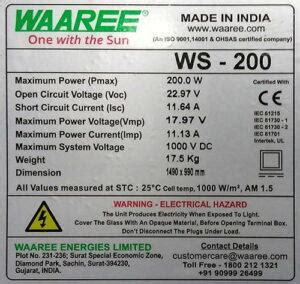 WAAREE®
One with the Sun
MADE IN INDIA
www.waaree.com
(An ISO 9001,14001 & OHSAS certified company)
WS - 200
Maximum Power (Pmax) 200.0 W
Open Circuit Voltage (Voc) 22.97 V
Short Circuit Current (Isc) 11.64 A
Maximum Power Voltage(Vmp) 17.97 V
Maximum Power Current(Imp) 11.13 A
Maximum System Voltage 1000 V DC
Weight 17.5Kg
Dimension 1490 x 990 mm
Certified With
CE
IEC 61215
IEC 61730 - 1
IEC 61730 - 2
IEC 61701
Intertek, UL
All Values measured at STC : 25°C Cell temp, 1000 W/m², AM 1.5
WARNING - ELECTRICAL HAZARD
The Unit Produces Electricity When Exposed To Light.
Cover The Glass With An Opaque Material, Before Opening The Bottom Box.
Don't Disconnect The Plugs Under Load.
WAAREE ENERGIES LIMITED
Plot No. 231-236; Surat Special Economic Zone,
Diamond Park, Sachin, Surat-394230,
Gujarat, INDIA.
Contact Details
customercare@waaree.com
Toll Free - 1800 212 1321
+91 90999 26499